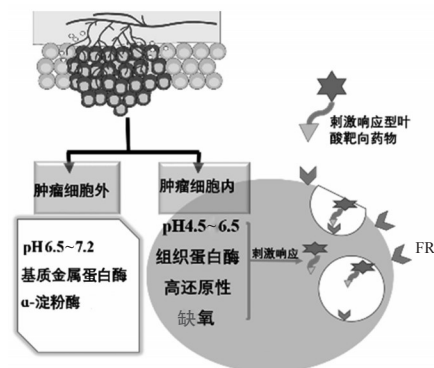 刺激响应型叶
酸靶向药物
肿瘤细胞外
肿瘤细胞内
pH6.5~7.2
基质金属蛋白酶
α-淀粉酶
pH4.5~6.5
组织蛋白酶
高还原性
缺氧
刺激响应
FR